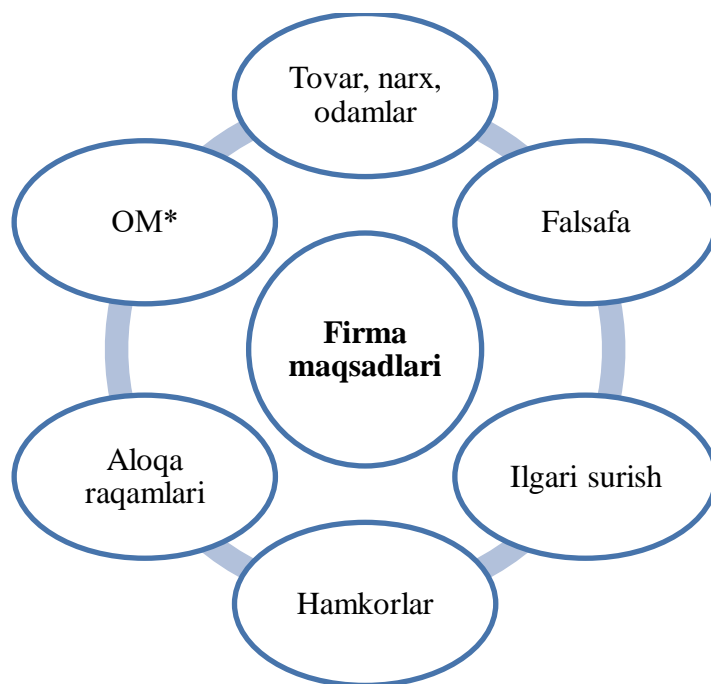 Tovar, narx,
odamlar
OM*
Falsafa
Firma
maqsadlari
Aloqa
raqamlari
Ilgari surish
Hamkorlar